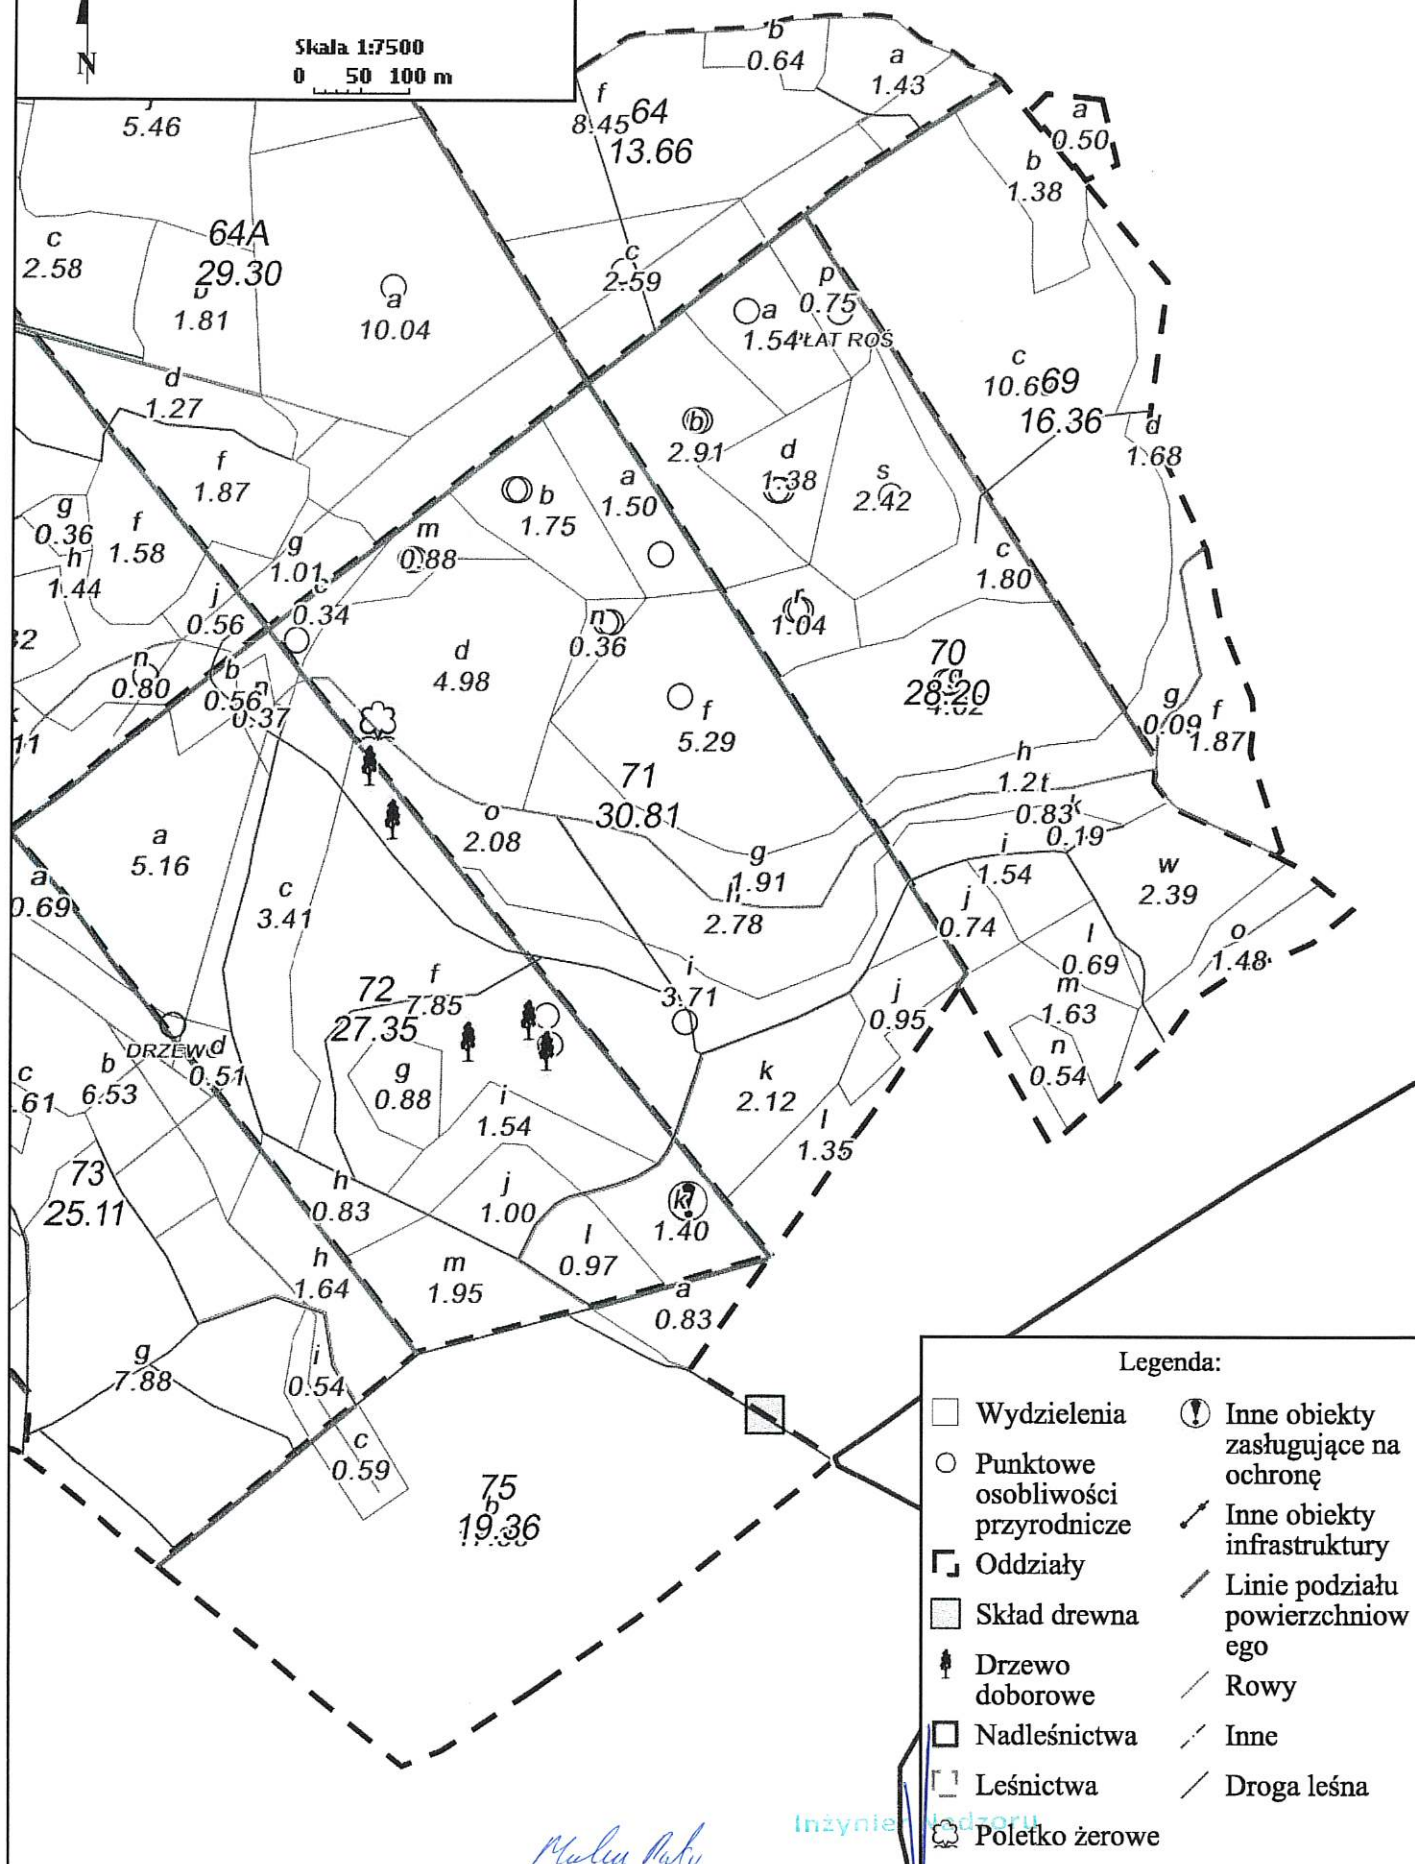 N
Skala 1:7500
0 50 100 m
b
0.64
a
1.43
f
8.45
64
13.66
a
0.50
b
1.38
5.46
64A
29.30
c
2.58
b
1.81
a
10.04
c
2.59
p
0.75
a
1.54
c
69
16.36
d
1.27
d
1.68
b
2.91
d
1.38
s
2.42
f
1.87
a
1.50
b
1.75
g
0.36
f
1.58
h
1.44
m
0.88
g
1.01
c
1.80
j
0.56
0.34
r
1.04
n
0.36
d
4.98
70
28.20
n
0.80
b
0.56
n
0.37
f
5.29
g
0.09
f
1.87
h
71
30.81
t
0.83
k
0.19
o
2.08
a
5.16
g
1.91
i
1.54
w
2.39
a
0.69
c
3.41
h
2.78
j
0.74
l
0.69
o
1.48
i
3.71
72
27.35
f
7.85
j
0.95
m
1.63
DRZEWO
d
0.51
b
6.53
c
g
0.88
k
2.12
n
0.54
i
1.54
l
1.35
73
25.11
h
0.83
j
1.00
k
1.40
h
1.64
m
1.95
l
0.97
a
0.83
g
7.88
i
0.54
c
0.59
75
b
19.36
Legenda:
Wydzielenia
Punktowe
osobliwości
przyrodnicze
Oddziały
Skład drewna
Drzewo
doborowe
Nadleśnictwa
Leśnictwa
Poletko żerowe
Inne obiekty
zasługujące na
ochronę
Inne obiekty
infrastruktury
Linie podziału
powierzchniow
ego
Rowy
Inne
Droga leśna
Inżynier Nadzoru